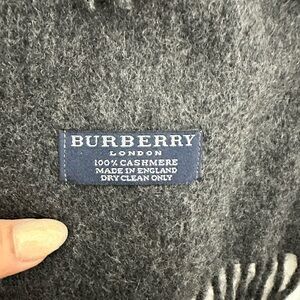 BURBERRY
LONDON
100% CASHMERE
MADE IN ENGLAND
DRY CLEAN ONLY